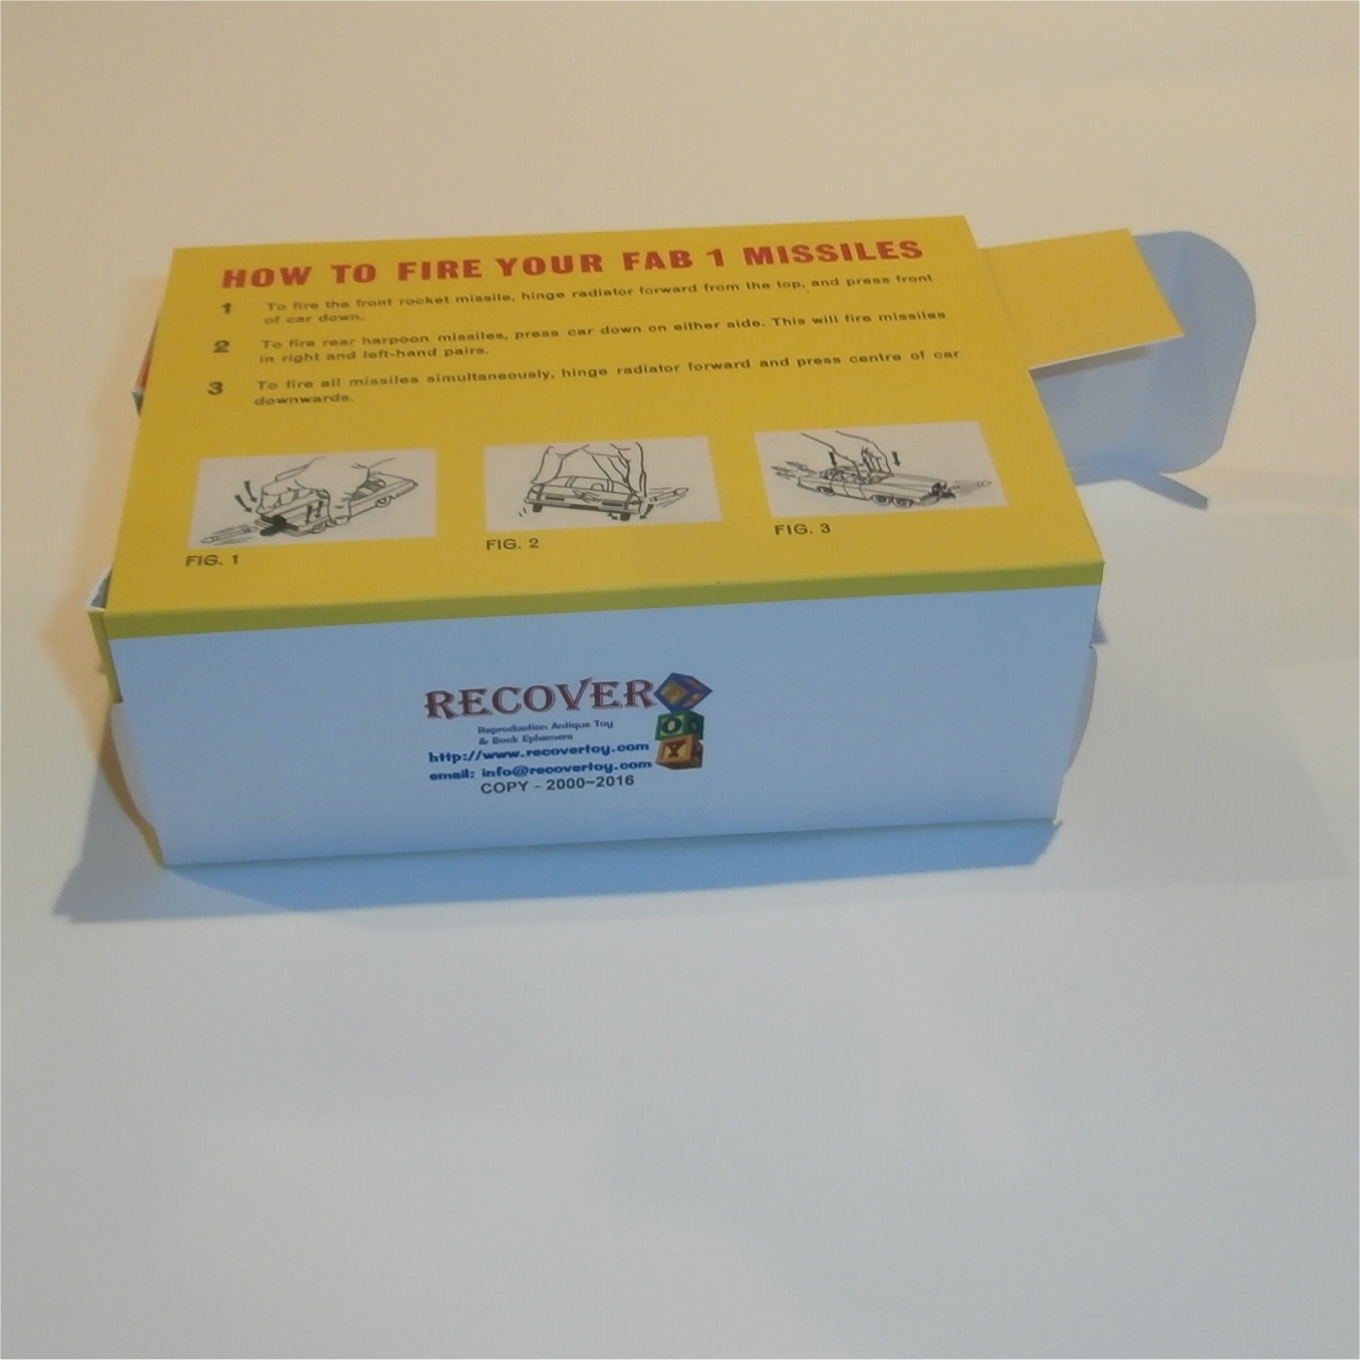 HOW TO FIRE YOUR FAB 1 MISSILES
1 To fire the front rocket missile, hinge radiator forward from the top, and press front
of car down.
2 To fire rear harpoon missiles, press car down on either side. This will fire missiles
in right and left-hand pairs.
3 To fire all missiles simultaneously, hinge radiator forward and press centre of car
downwards.
FIG. 1
FIG. 2
FIG. 3
RECOVER
TOY
Reproduction Antique Toy
& Book Ephemera
http://www.recovertoy.com
email: info@recovertoy.com
COPY - 2000~2016